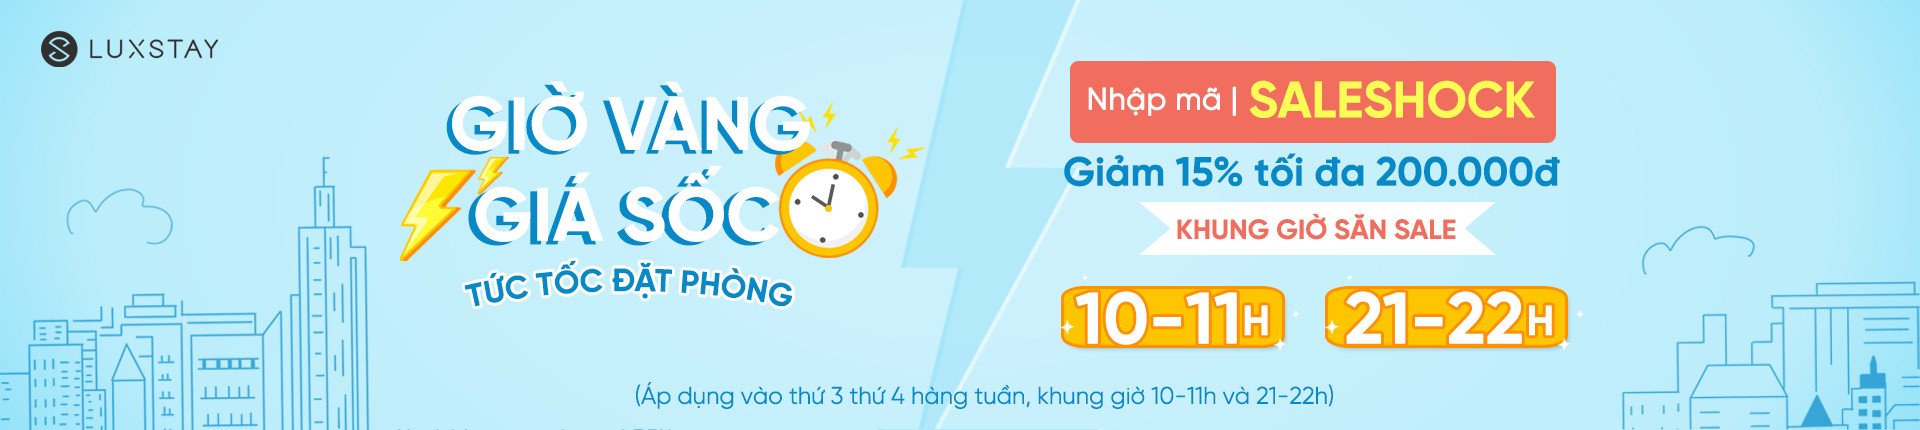 LUXSTAY
GIỜ VÀNG
GIÁ SỐC
TỨC TỐC ĐẶT PHÒNG
Nhập mã | SALESHOCK
Giảm 15% tối đa 200.000đ
KHUNG GIỜ SĂN SALE
10-11H 21-22H
(Áp dụng vào thứ 3 thứ 4 hàng tuần, khung giờ 10-11h và 21-22h)